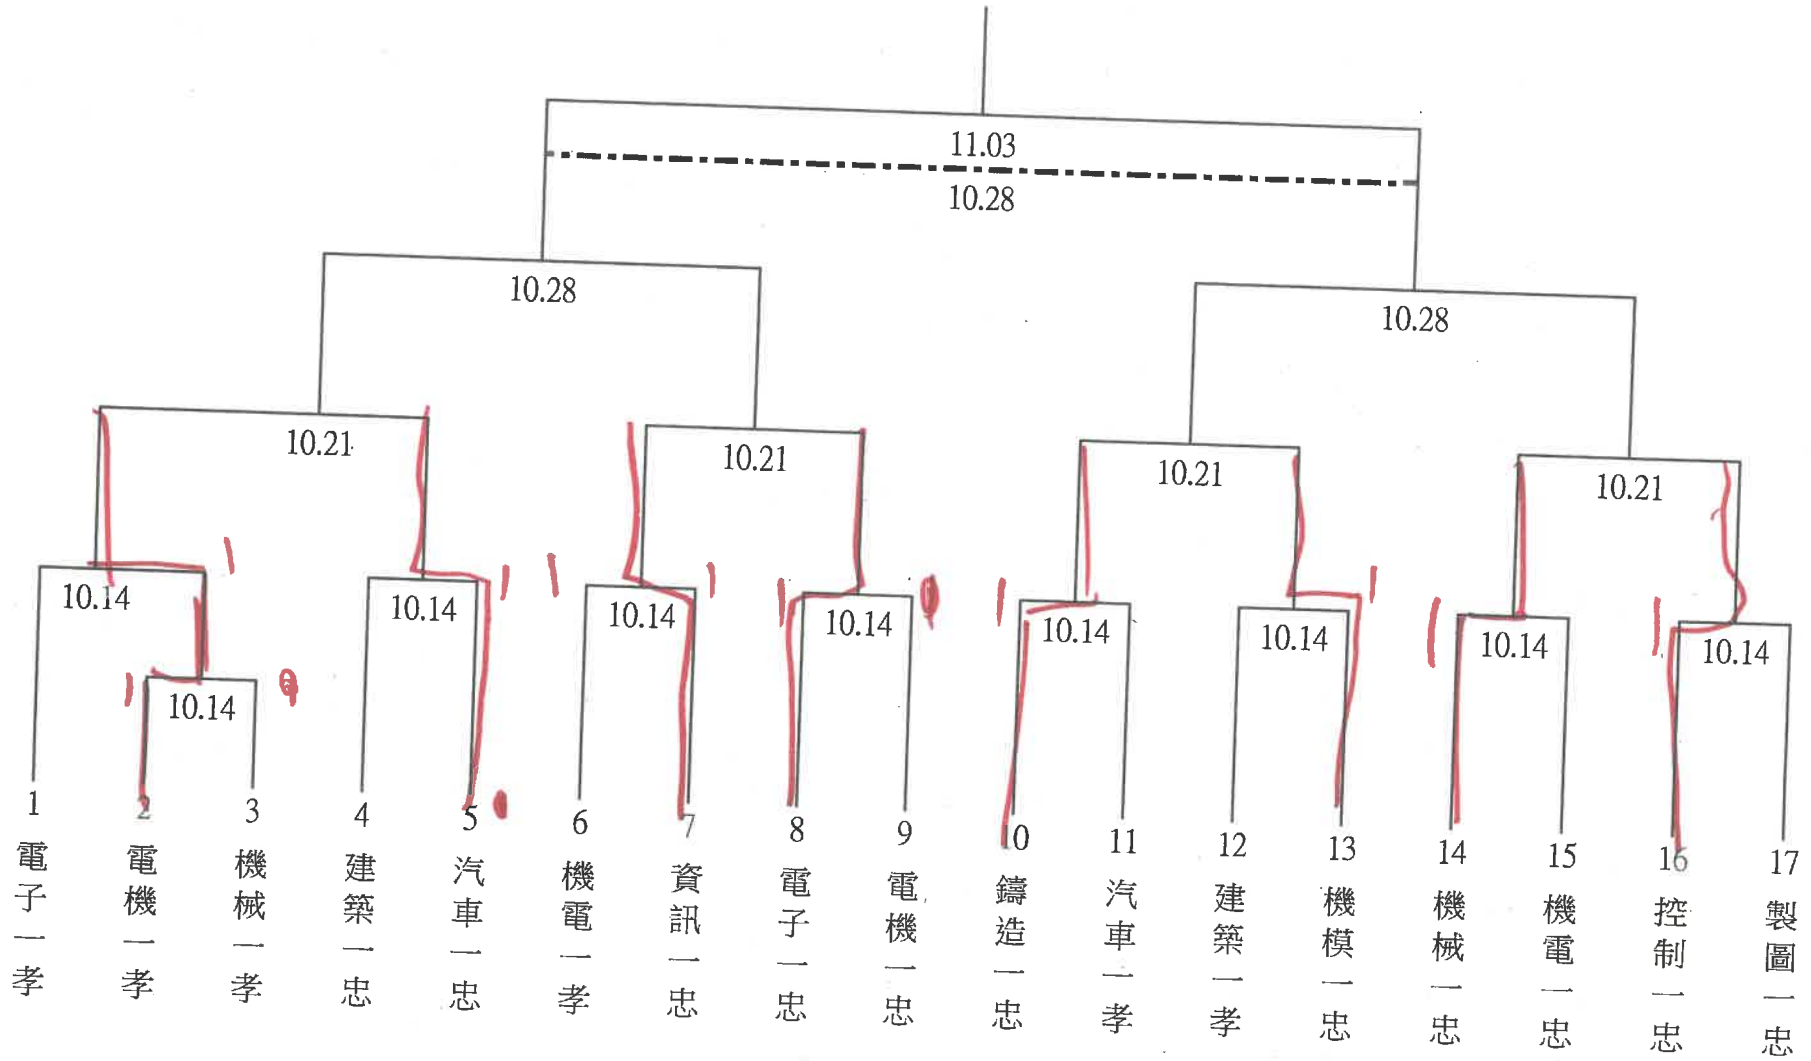 11.03
10.28
10.28
10.28
10.21
10.21
10.21
10.21
10.14
10.14
10.14
10.14
10.14
10.14
10.14
10.14
10.14
1 電子一孝
2 電機一孝
3 機械一孝
4 建築一忠
5 汽車一忠
6 機電一孝
7 資訊一忠
8 電子一忠
9 電機一忠
10 鑄造一忠
11 汽車一孝
12 建築一孝
13 機模一忠
14 機械一忠
15 機電一忠
16 控制一忠
17 製圖一忠